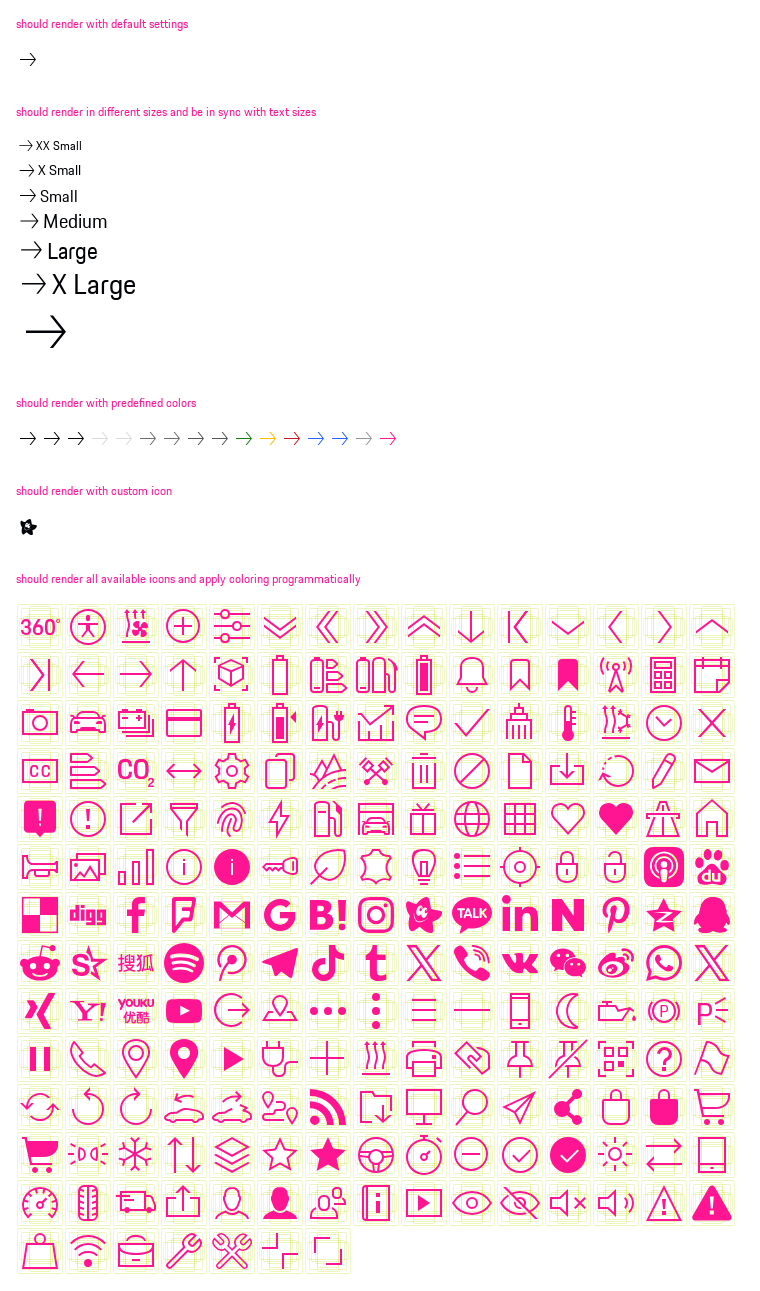 should render with default settings
should render in different sizes and be in sync with text sizes
XX Small
X Small
Small
Medium
Large
X Large
should render with predefined colors
should render with custom icon
should render all available icons and apply coloring programmatically
360°
CC
CO2
du
digg
B!
TALK
in
搜狐
Y!
YOUKU
优酷
P
P